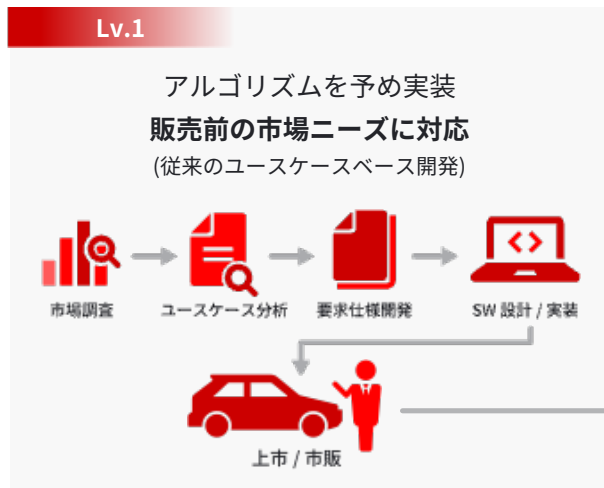 Lv.1
アルゴリズムを予め実装
販売前の市場ニーズに対応
(従来のユースケースベース開発)
市場調査
ユースケース分析
要求仕様開発
SW 設計 / 実装
上市 / 市販